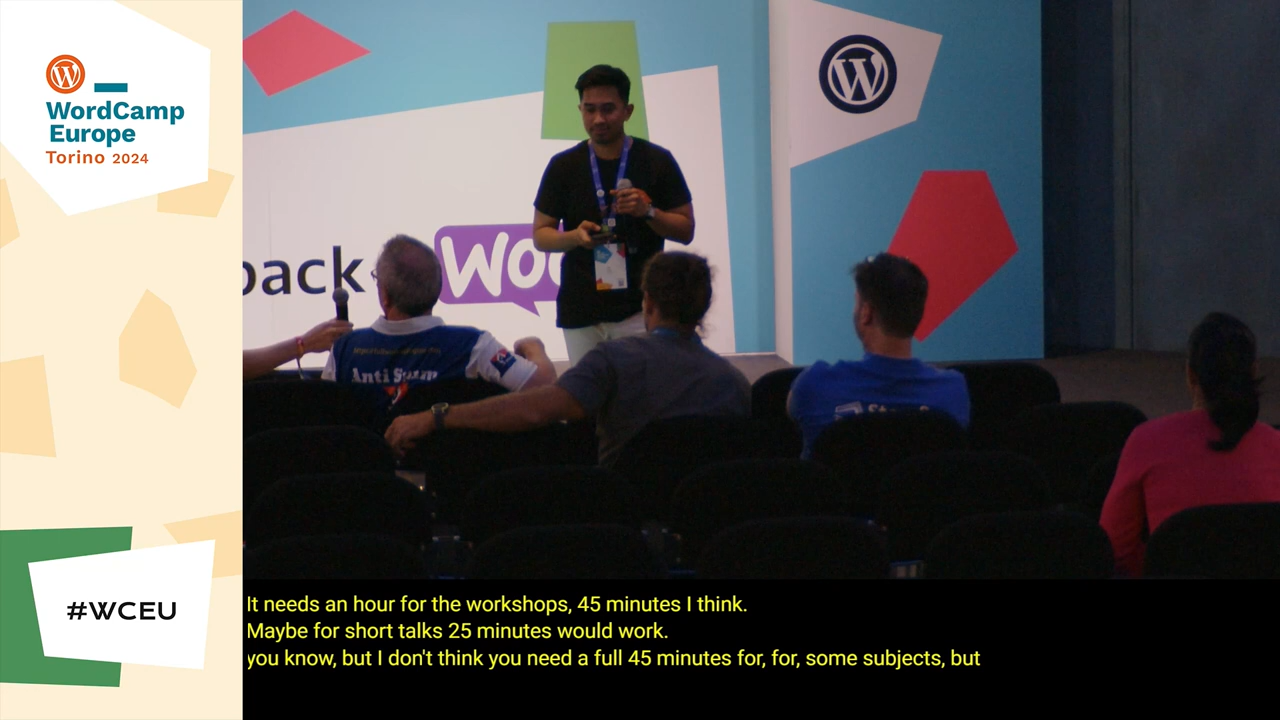 WordCamp
Europe
Torino 2024
#WCEU
pack
Woo
Anti Spam
It needs an hour for the workshops, 45 minutes I think.
Maybe for short talks 25 minutes would work.
you know, but I don't think you need a full 45 minutes for, for, some subjects, but